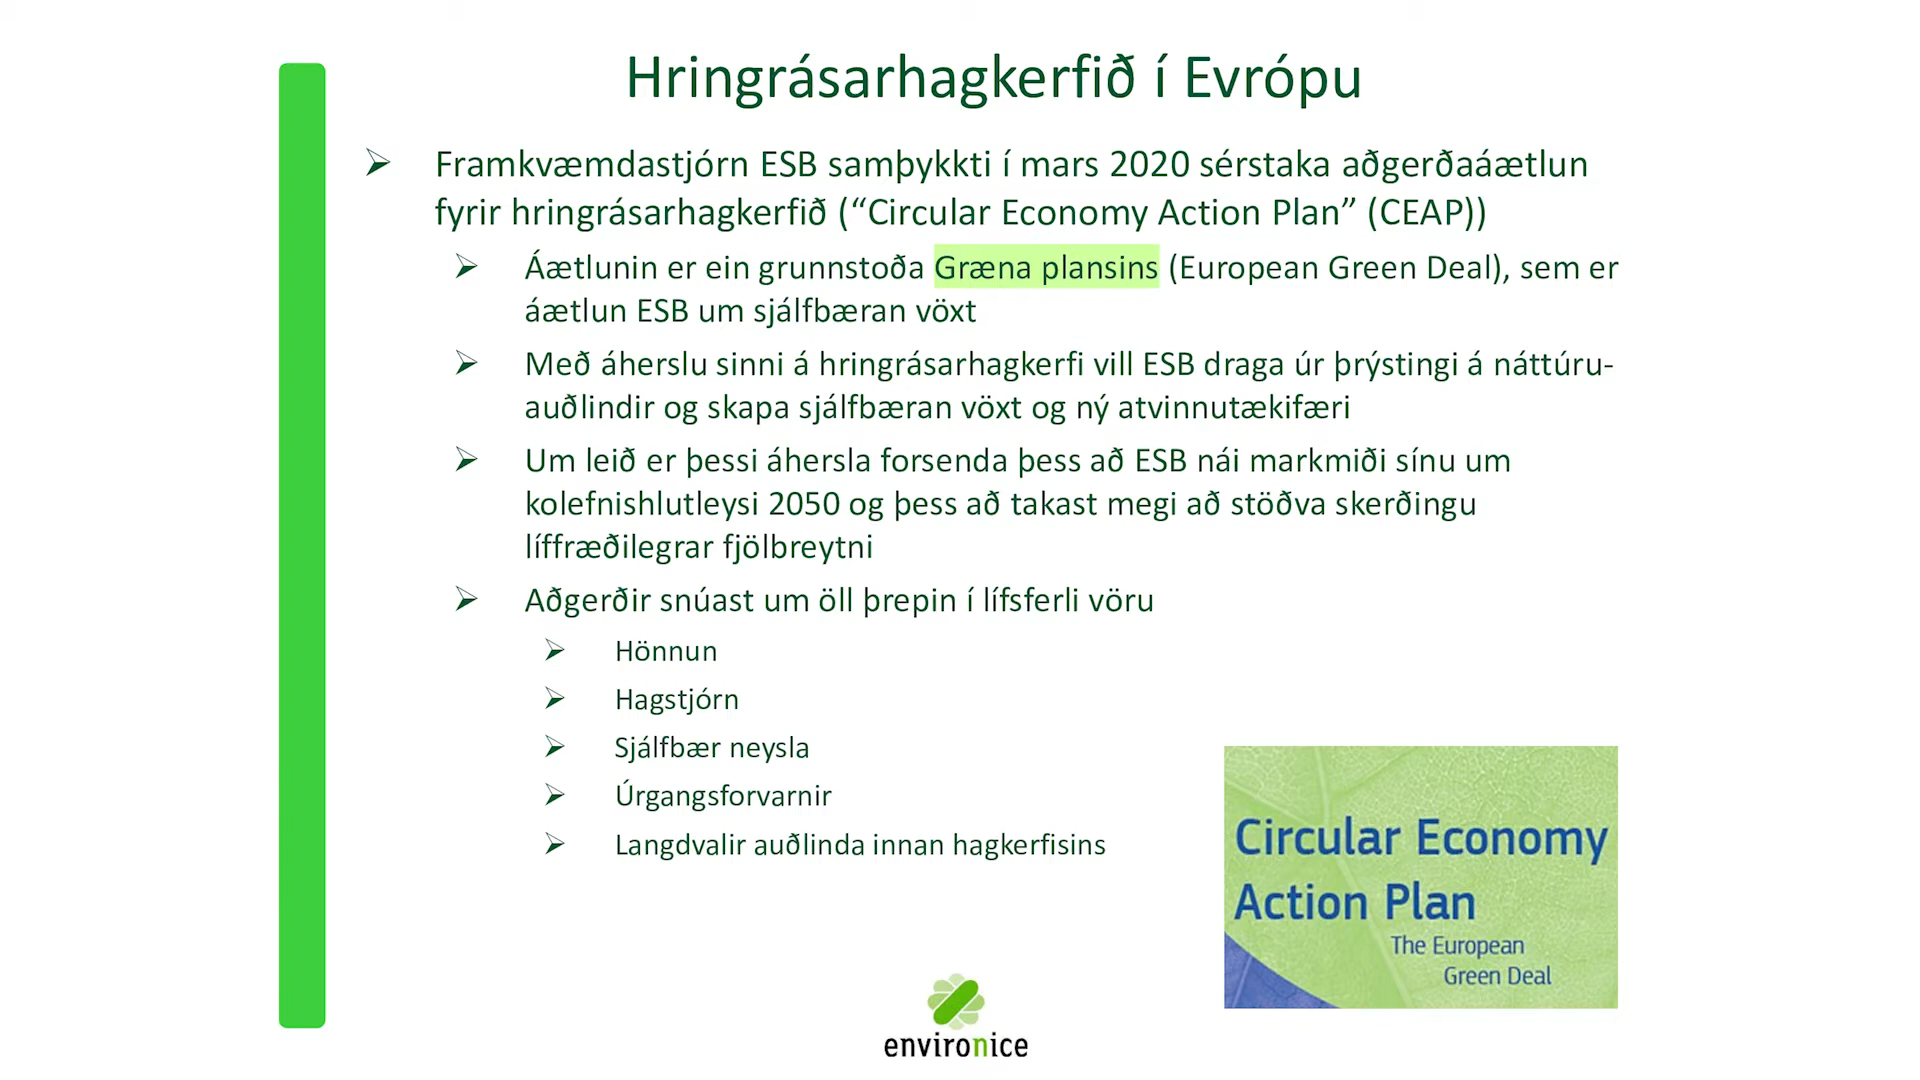 Hringrásarhagkerfið í Evrópu
Framkvæmdastjórn ESB samþykkti í mars 2020 sérstaka aðgerðaáætlun
fyrir hringrásarhagkerfið (“Circular Economy Action Plan” (CEAP))
Áætlunin er ein grunnstoða Græna plansins (European Green Deal), sem er
áætlun ESB um sjálfbæran vöxt
Með áherslu sinni á hringrásarhagkerfi vill ESB draga úr þrýstingi á náttúru-
auðlindir og skapa sjálfbæran vöxt og ný atvinnutækifæri
Um leið er þessi áhersla forsenda þess að ESB nái markmiði sínu um
kolefnishlutleysi 2050 og þess að takast megi að stöðva skerðingu
líffræðilegrar fjölbreytni
Aðgerðir snúast um öll þrepin í lífsferli vöru
Hönnun
Hagstjórn
Sjálfbær neysla
Úrgangsforvarnir
Langdvalir auðlinda innan hagkerfisins
Circular Economy
Action Plan
The European
Green Deal
environice